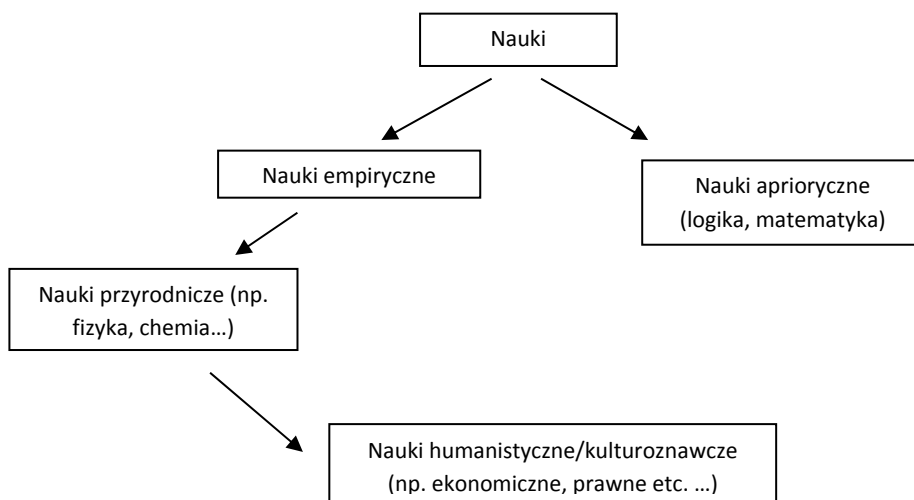 Nauki
Nauki empiryczne
Nauki aprioryczne
(logika, matematyka)
Nauki przyrodnicze (np.
fizyka, chemia…)
Nauki humanistyczne/kulturoznawcze
(np. ekonomiczne, prawne etc. …)